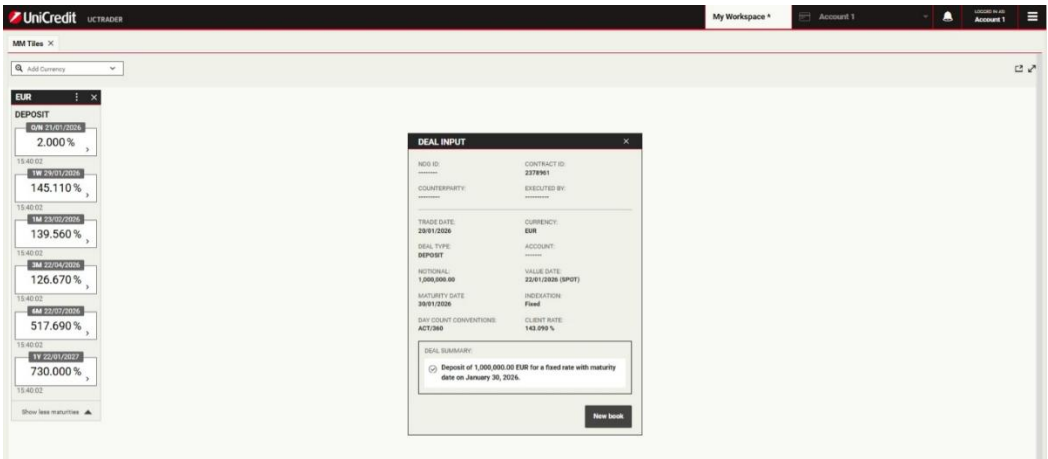 UniCredit UCTRADER
My Workspace *
Account 1
LOGGED IN AS:
Account 1
MM Tiles ×
Add Currency
EUR
DEPOSIT
O/N 21/01/2026
2.000 %
15:40:02
1W 29/01/2026
145.110 %
15:40:02
1M 23/02/2026
139.560 %
15:40:02
3M 22/04/2026
126.670 %
15:40:02
6M 22/07/2026
517.690 %
15:40:02
1Y 22/01/2027
730.000 %
15:40:02
Show less maturities
DEAL INPUT
NDG ID: CONTRACT ID:
-------- 2378961
COUNTERPARTY: EXECUTED BY:
---------- ----------
TRADE DATE: CURRENCY:
20/01/2026 EUR
DEAL TYPE: ACCOUNT:
DEPOSIT -------
NOTIONAL: VALUE DATE:
1,000,000.00 22/01/2026 (SPOT)
MATURITY DATE INDEXATION:
30/01/2026 Fixed
DAY COUNT CONVENTIONS: CLIENT RATE:
ACT/360 143.090 %
DEAL SUMMARY:
Deposit of 1,000,000.00 EUR for a fixed rate with maturity
date on January 30, 2026.
New book